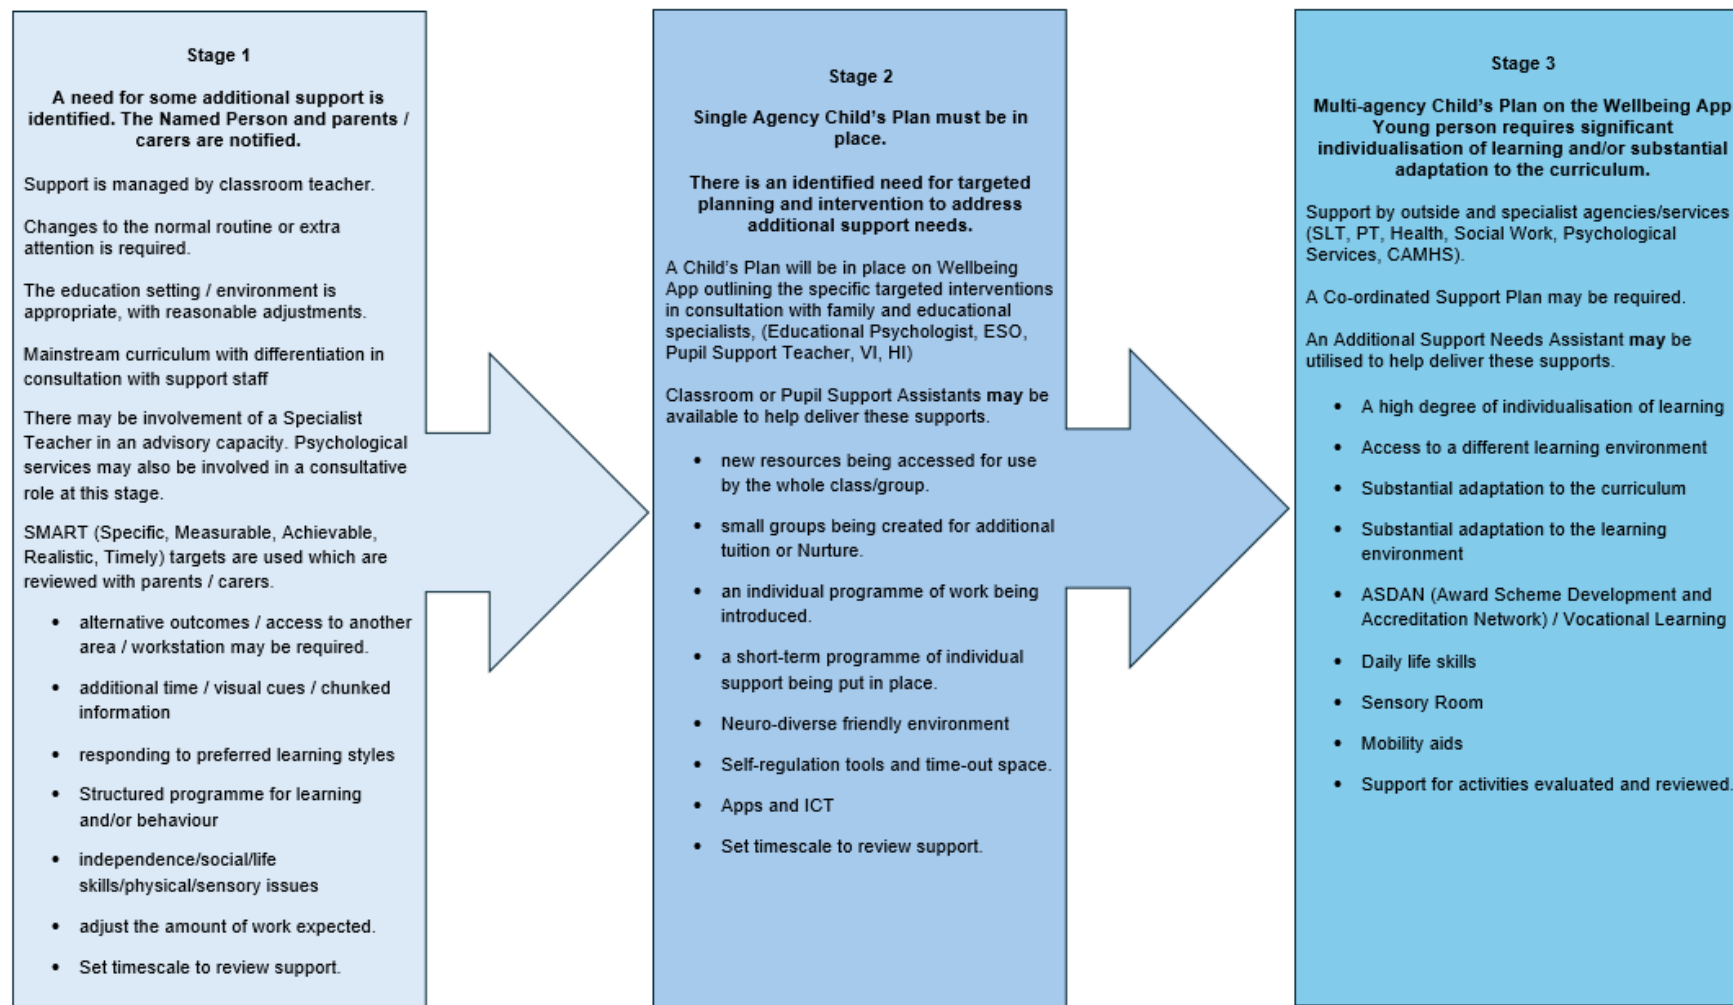 Stage 1
A need for some additional support is
identified. The Named Person and parents /
carers are notified.
Support is managed by classroom teacher.
Changes to the normal routine or extra
attention is required.
The education setting / environment is
appropriate, with reasonable adjustments.
Mainstream curriculum with differentiation in
consultation with support staff
There may be involvement of a Specialist
Teacher in an advisory capacity. Psychological
services may also be involved in a consultative
role at this stage.
SMART (Specific, Measurable, Achievable,
Realistic, Timely) targets are used which are
reviewed with parents / carers.
• alternative outcomes / access to another
area / workstation may be required.
• additional time / visual cues / chunked
information
• responding to preferred learning styles
• Structured programme for learning
and/or behaviour
• independence/social/life
skills/physical/sensory issues
• adjust the amount of work expected.
• Set timescale to review support.
Stage 2
Single Agency Child's Plan must be in
place.
There is an identified need for targeted
planning and intervention to address
additional support needs.
A Child's Plan will be in place on Wellbeing
App outlining the specific targeted interventions
in consultation with family and educational
specialists, (Educational Psychologist, ESO,
Pupil Support Teacher, VI, HI)
Classroom or Pupil Support Assistants may be
available to help deliver these supports.
• new resources being accessed for use
by the whole class/group.
• small groups being created for additional
tuition or Nurture.
• an individual programme of work being
introduced.
• a short-term programme of individual
support being put in place.
• Neuro-diverse friendly environment
• Self-regulation tools and time-out space.
• Apps and ICT
• Set timescale to review support.
Stage 3
Multi-agency Child's Plan on the Wellbeing App
Young person requires significant
individualisation of learning and/or substantial
adaptation to the curriculum.
Support by outside and specialist agencies/services
(SLT, PT, Health, Social Work, Psychological
Services, CAMHS).
A Co-ordinated Support Plan may be required.
An Additional Support Needs Assistant may be
utilised to help deliver these supports.
• A high degree of individualisation of learning
• Access to a different learning environment
• Substantial adaptation to the curriculum
• Substantial adaptation to the learning
environment
• ASDAN (Award Scheme Development and
Accreditation Network) / Vocational Learning
• Daily life skills
• Sensory Room
• Mobility aids
• Support for activities evaluated and reviewed.